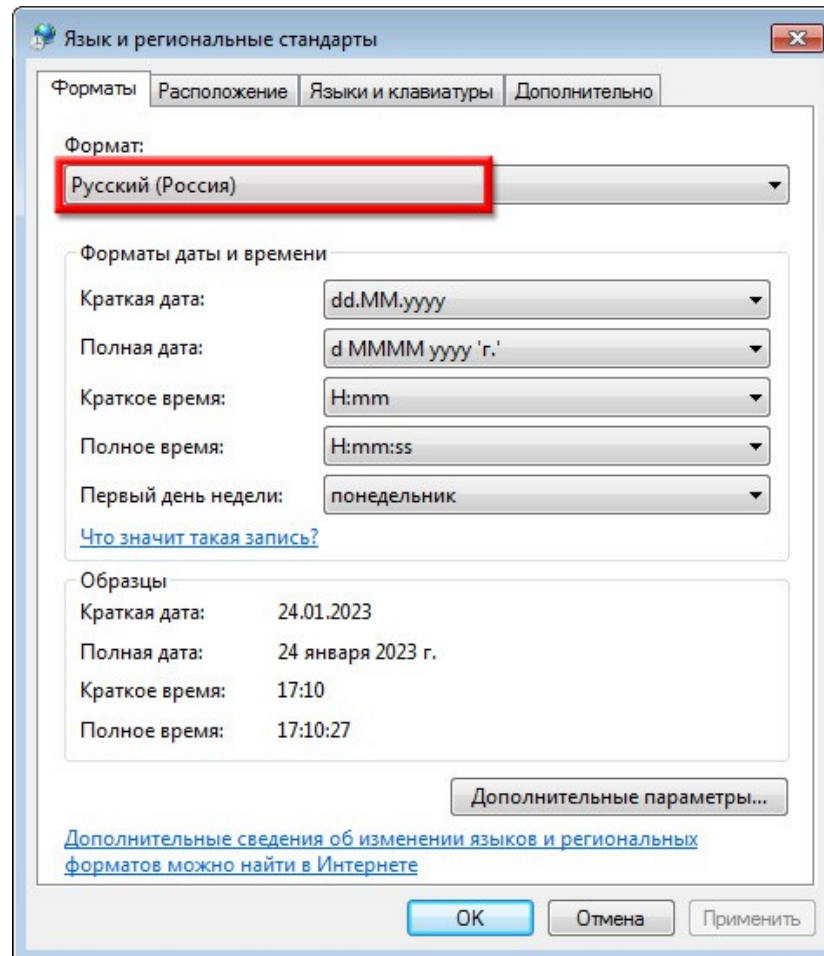 Язык и региональные стандарты
Форматы Расположение Языки и клавиатуры Дополнительно
Формат:
Русский (Россия)
Форматы даты и времени
Краткая дата: dd.MM.yyyy
Полная дата: d MMMM yyyy 'г.'
Краткое время: H:mm
Полное время: H:mm:ss
Первый день недели: понедельник
Что значит такая запись?
Образцы
Краткая дата: 24.01.2023
Полная дата: 24 января 2023 г.
Краткое время: 17:10
Полное время: 17:10:27
Дополнительные параметры...
Дополнительные сведения об изменении языков и региональных
форматов можно найти в Интернете
OK Отмена Применить